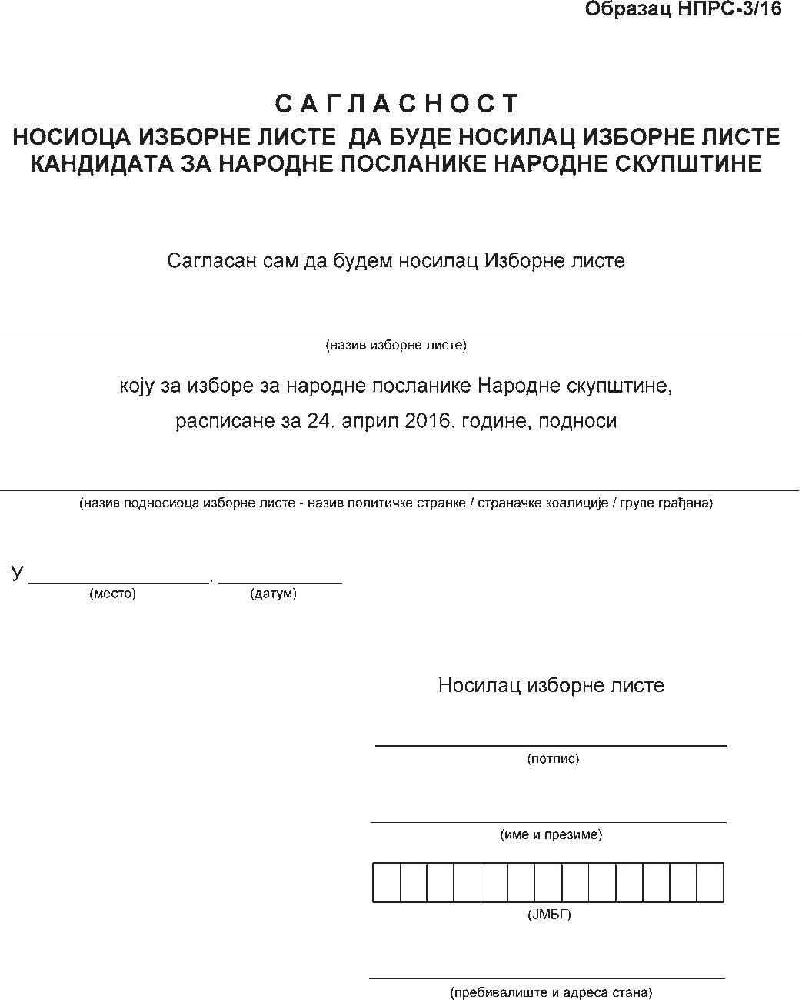 Образац НПРС-3/16
С А Г Л А С Н О С Т
НОСИОЦА ИЗБОРНЕ ЛИСТЕ ДА БУДЕ НОСИЛАЦ ИЗБОРНЕ ЛИСТЕ
КАНДИДАТА ЗА НАРОДНЕ ПОСЛАНИКЕ НАРОДНЕ СКУПШТИНЕ
Сагласан сам да будем носилац Изборне листе
(назив изборне листе)
коју за изборе за народне посланике Народне скупштине,
расписане за 24. април 2016. године, подноси
(назив подносиоца изборне листе - назив политичке странке / страначке коалиције / групе грађана)
У ____________________, ______________
(место) (датум)
Носилац изборне листе
(потпис)
(име и презиме)
(ЈМБГ)
(пребивалиште и адреса стана)